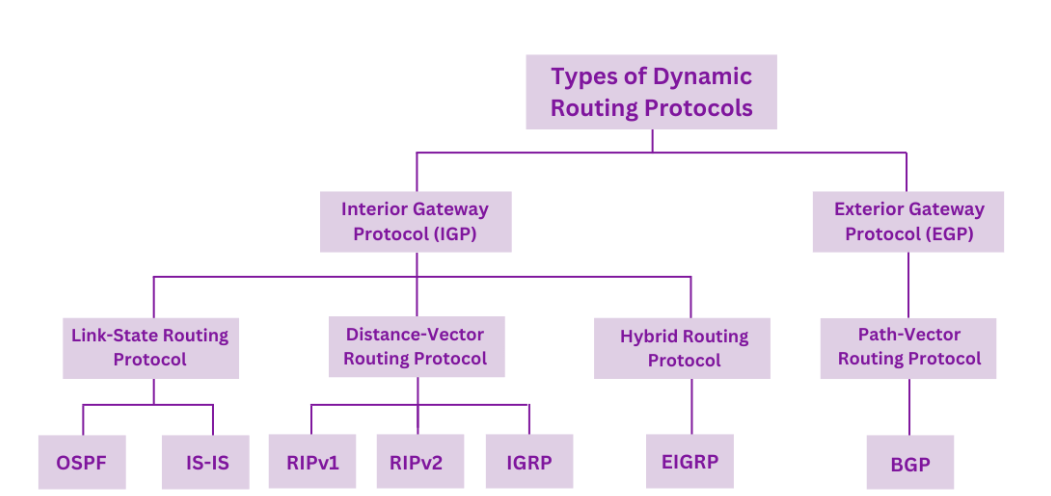 Types of Dynamic
Routing Protocols
Interior Gateway
Protocol (IGP)
Exterior Gateway
Protocol (EGP)
Link-State Routing
Protocol
Distance-Vector
Routing Protocol
Hybrid Routing
Protocol
Path-Vector
Routing Protocol
OSPF
IS-IS
RIPv1
RIPv2
IGRP
EIGRP
BGP